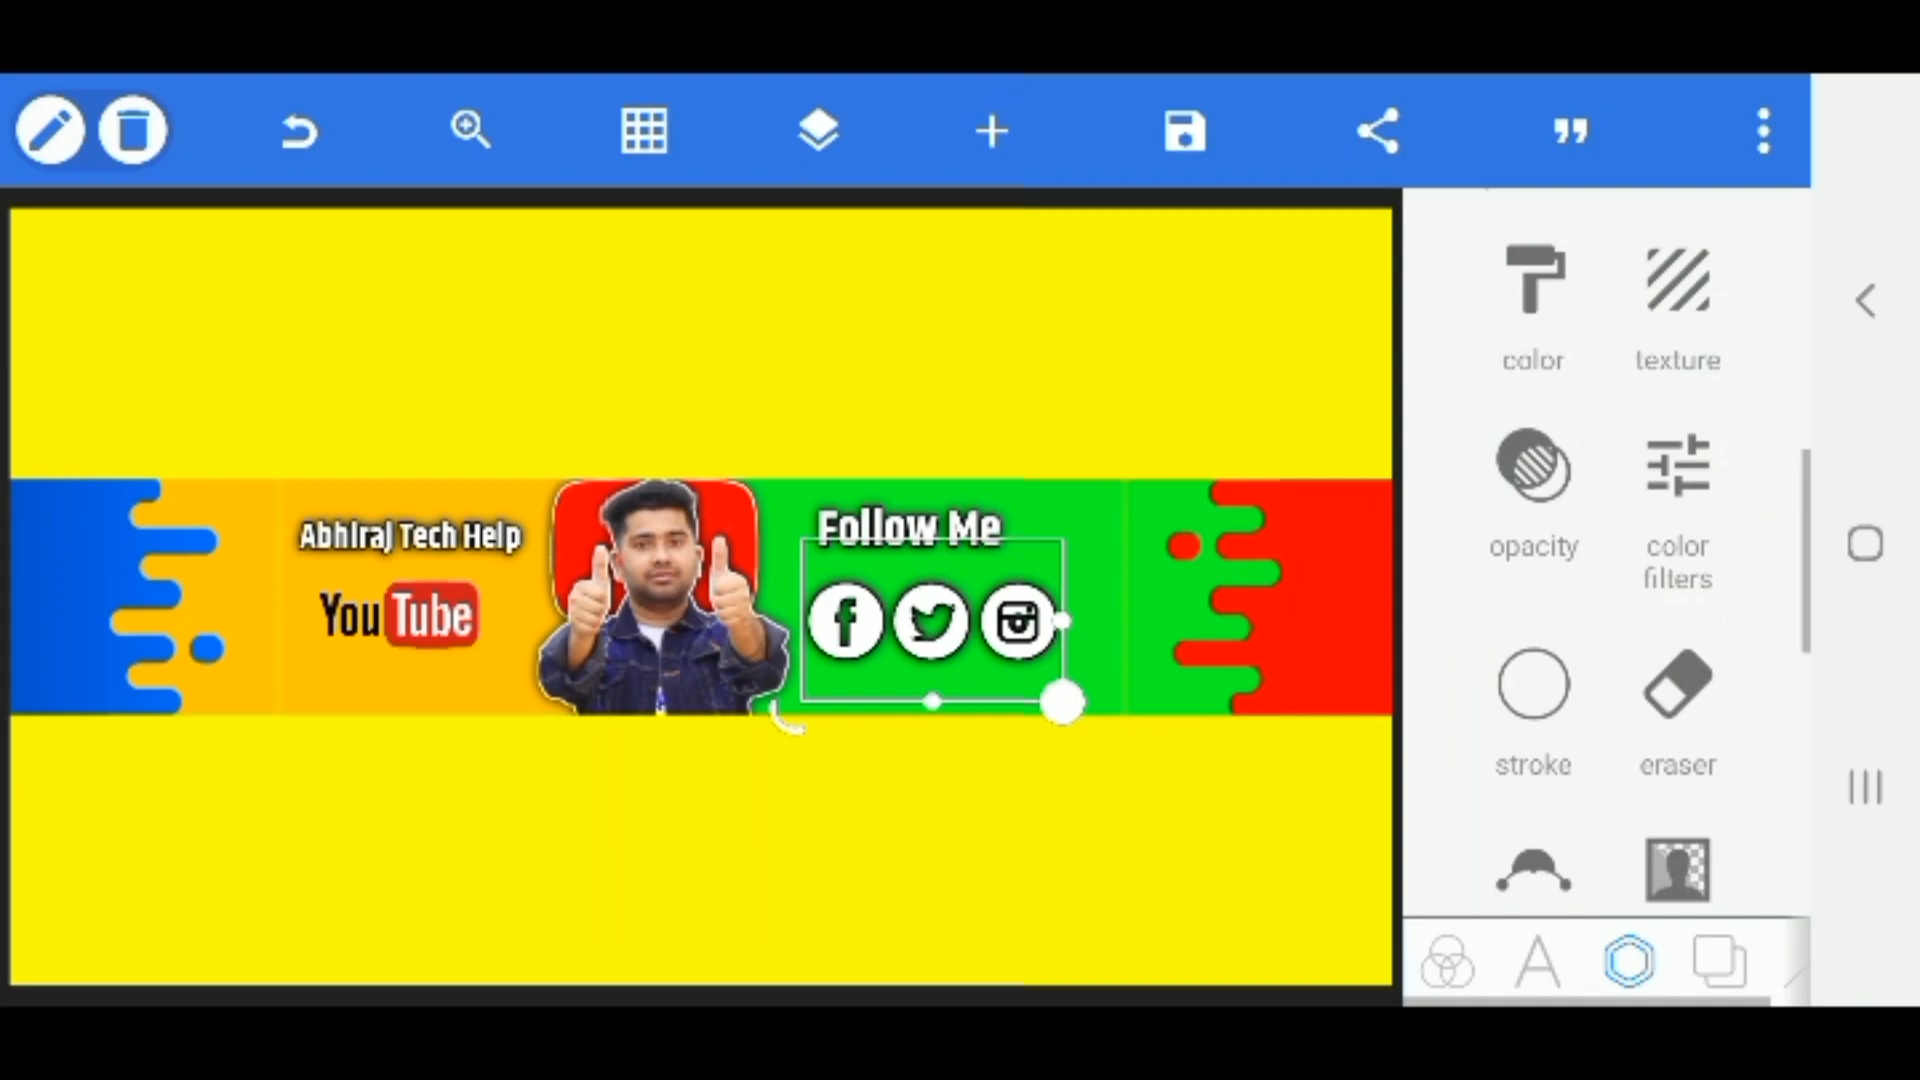 color
texture
opacity
color
filters
stroke
eraser
Abhiraj Tech Help
YouTube
Follow Me